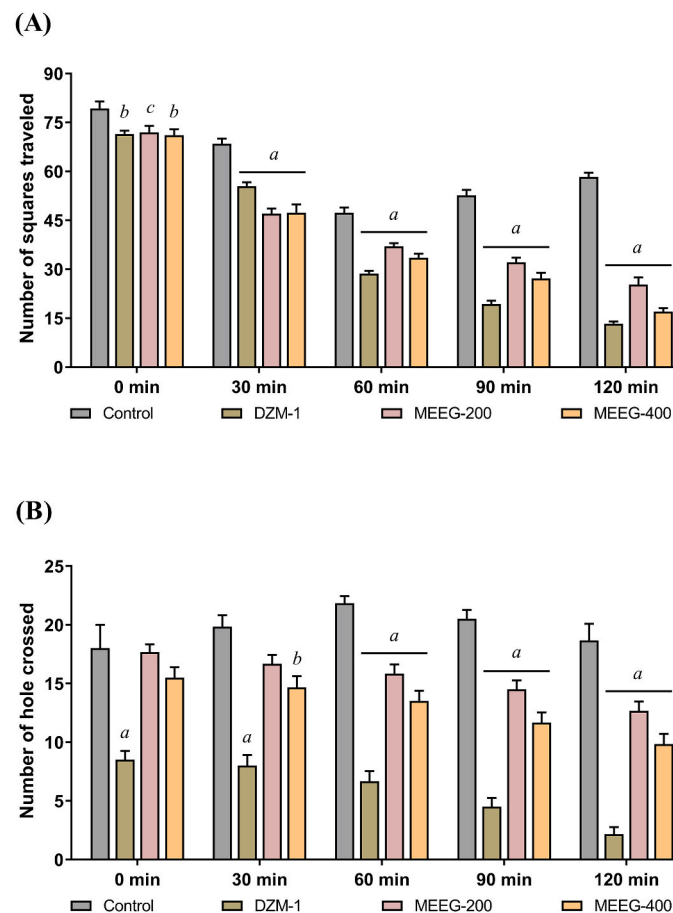 (A)
Number of squares traveled
90
75
60
45
30
15
0
b c b
a
a
a
a
0 min 30 min 60 min 90 min 120 min
Control DZM-1 MEEG-200 MEEG-400
(B)
Number of hole crossed
25
20
15
10
5
0
a
a b
a
a
a
0 min 30 min 60 min 90 min 120 min
Control DZM-1 MEEG-200 MEEG-400